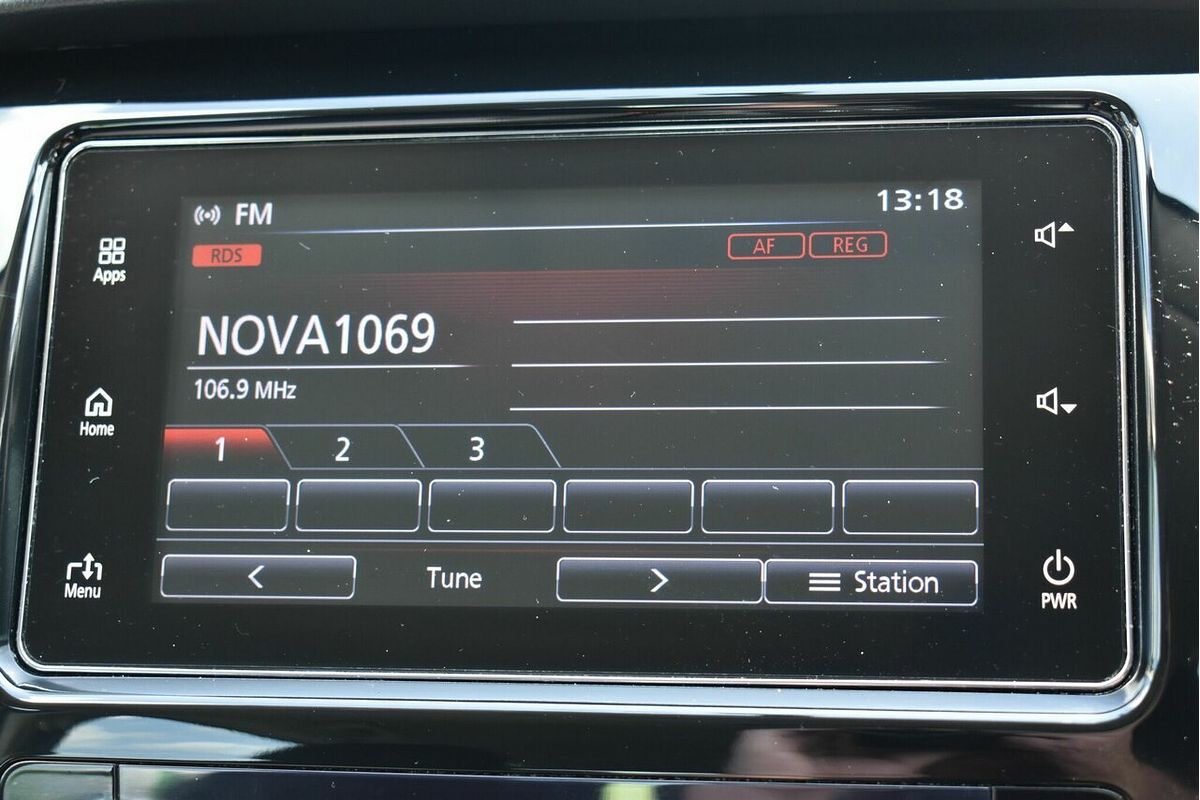 FM
13:18
RDS
AF
REG
Apps
NOVA1069
106.9 MHz
Home
1
2
3
Tune
Station
Menu
PWR